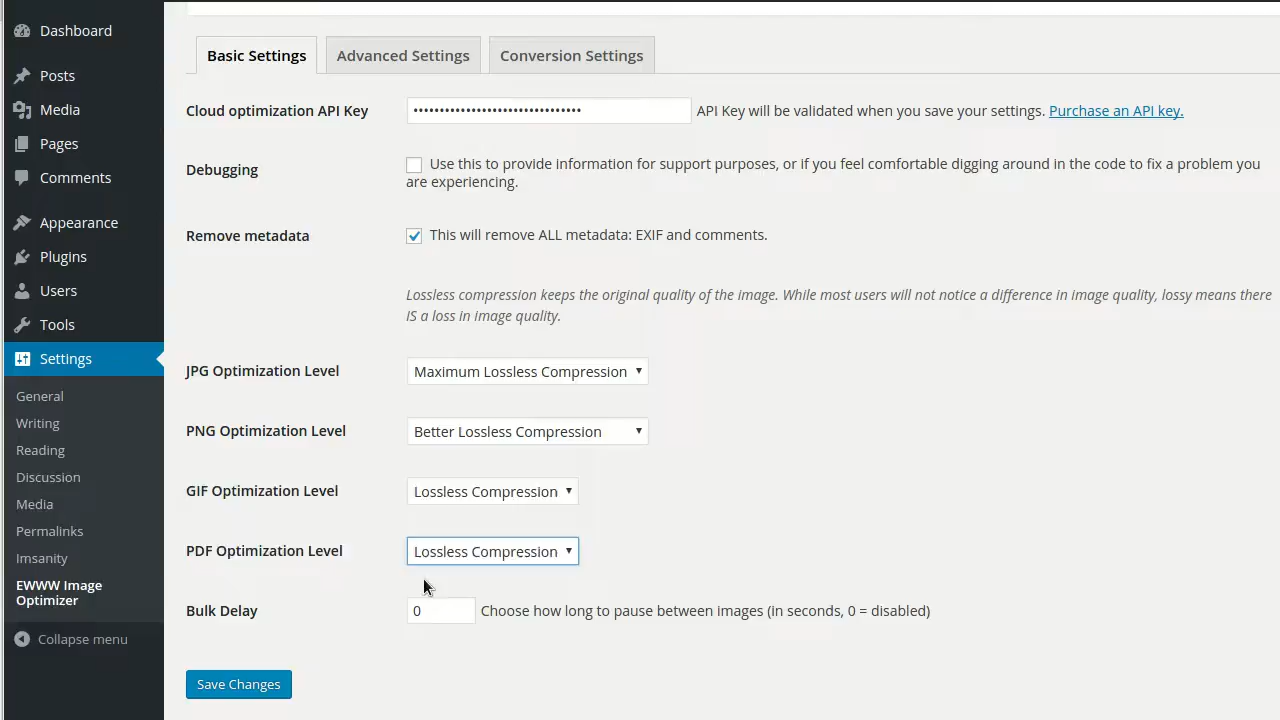 Dashboard
Posts
Media
Pages
Comments
Appearance
Plugins
Users
Tools
Settings
General
Writing
Reading
Discussion
Media
Permalinks
Imsanity
EWWW Image
Optimizer
Collapse menu
Basic Settings
Advanced Settings
Conversion Settings
Cloud optimization API Key
API Key will be validated when you save your settings. Purchase an API key.
Debugging
Use this to provide information for support purposes, or if you feel comfortable digging around in the code to fix a problem you
are experiencing.
Remove metadata
This will remove ALL metadata: EXIF and comments.
Lossless compression keeps the original quality of the image. While most users will not notice a difference in image quality, lossy means there
IS a loss in image quality.
JPG Optimization Level
Maximum Lossless Compression
PNG Optimization Level
Better Lossless Compression
GIF Optimization Level
Lossless Compression
PDF Optimization Level
Lossless Compression
Bulk Delay
0
Choose how long to pause between images (in seconds, 0 = disabled)
Save Changes